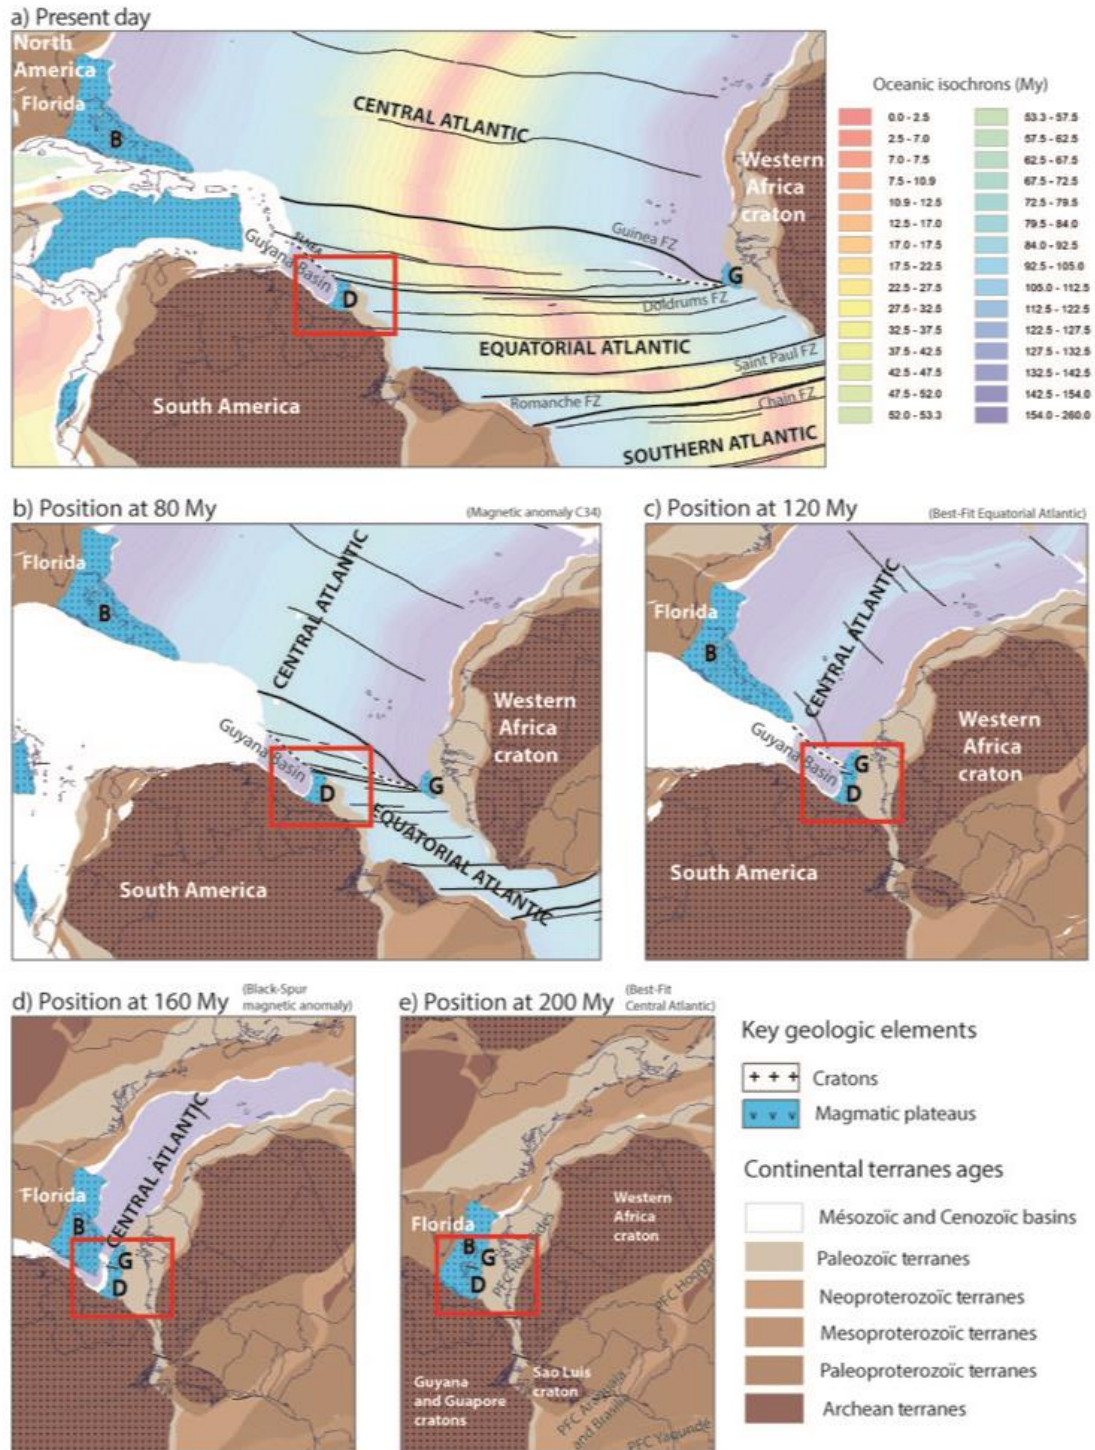 a) Present day
North
America
Florida
B
CENTRAL ATLANTIC
Western
Africa
craton
Guinea FZ
Guyana Basin
G
D
Doldrums FZ
EQUATORIAL ATLANTIC
Saint Paul FZ
South America
Romanche FZ
Chain FZ
SOUTHERN ATLANTIC
Oceanic isochrons (My)
0.0 - 2.5
2.5 - 7.0
7.0 - 7.5
7.5 - 10.9
10.9 - 12.5
12.5 - 17.0
17.0 - 17.5
17.5 - 22.5
22.5 - 27.5
27.5 - 32.5
32.5 - 37.5
37.5 - 42.5
42.5 - 47.5
47.5 - 52.0
52.0 - 53.3
53.3 - 57.5
57.5 - 62.5
62.5 - 67.5
67.5 - 72.5
72.5 - 79.5
79.5 - 84.0
84.0 - 92.5
92.5 - 105.0
105.0 - 112.5
112.5 - 122.5
122.5 - 127.5
127.5 - 132.5
132.5 - 142.5
142.5 - 154.0
154.0 - 260.0
b) Position at 80 My
(Magnetic anomaly C34)
Florida
B
CENTRAL ATLANTIC
Western
Africa
craton
Guyana Basin
D
G
EQUATORIAL ATLANTIC
South America
c) Position at 120 My
(Best-Fit Equatorial Atlantic)
Florida
B
CENTRAL ATLANTIC
Western
Africa
craton
Guyana Basin
G
D
South America
d) Position at 160 My
(Black-Spur
magnetic anomaly)
CENTRAL ATLANTIC
Florida
B
G
D
e) Position at 200 My
(Best-Fit
Central Atlantic)
Western
Africa
craton
Florida
B
G
D
PFC
PFC Hoggar
Sao Luis
craton
Guyana
and Guapore
cratons
PFC
and Brasilia
PFC Yaounde
Key geologic elements
Cratons
Magmatic plateaus
Continental terranes ages
Mésozoïc and Cenozoïc basins
Paleozoïc terranes
Neoproterozoïc terranes
Mesoproterozoïc terranes
Paleoproterozoïc terranes
Archean terranes